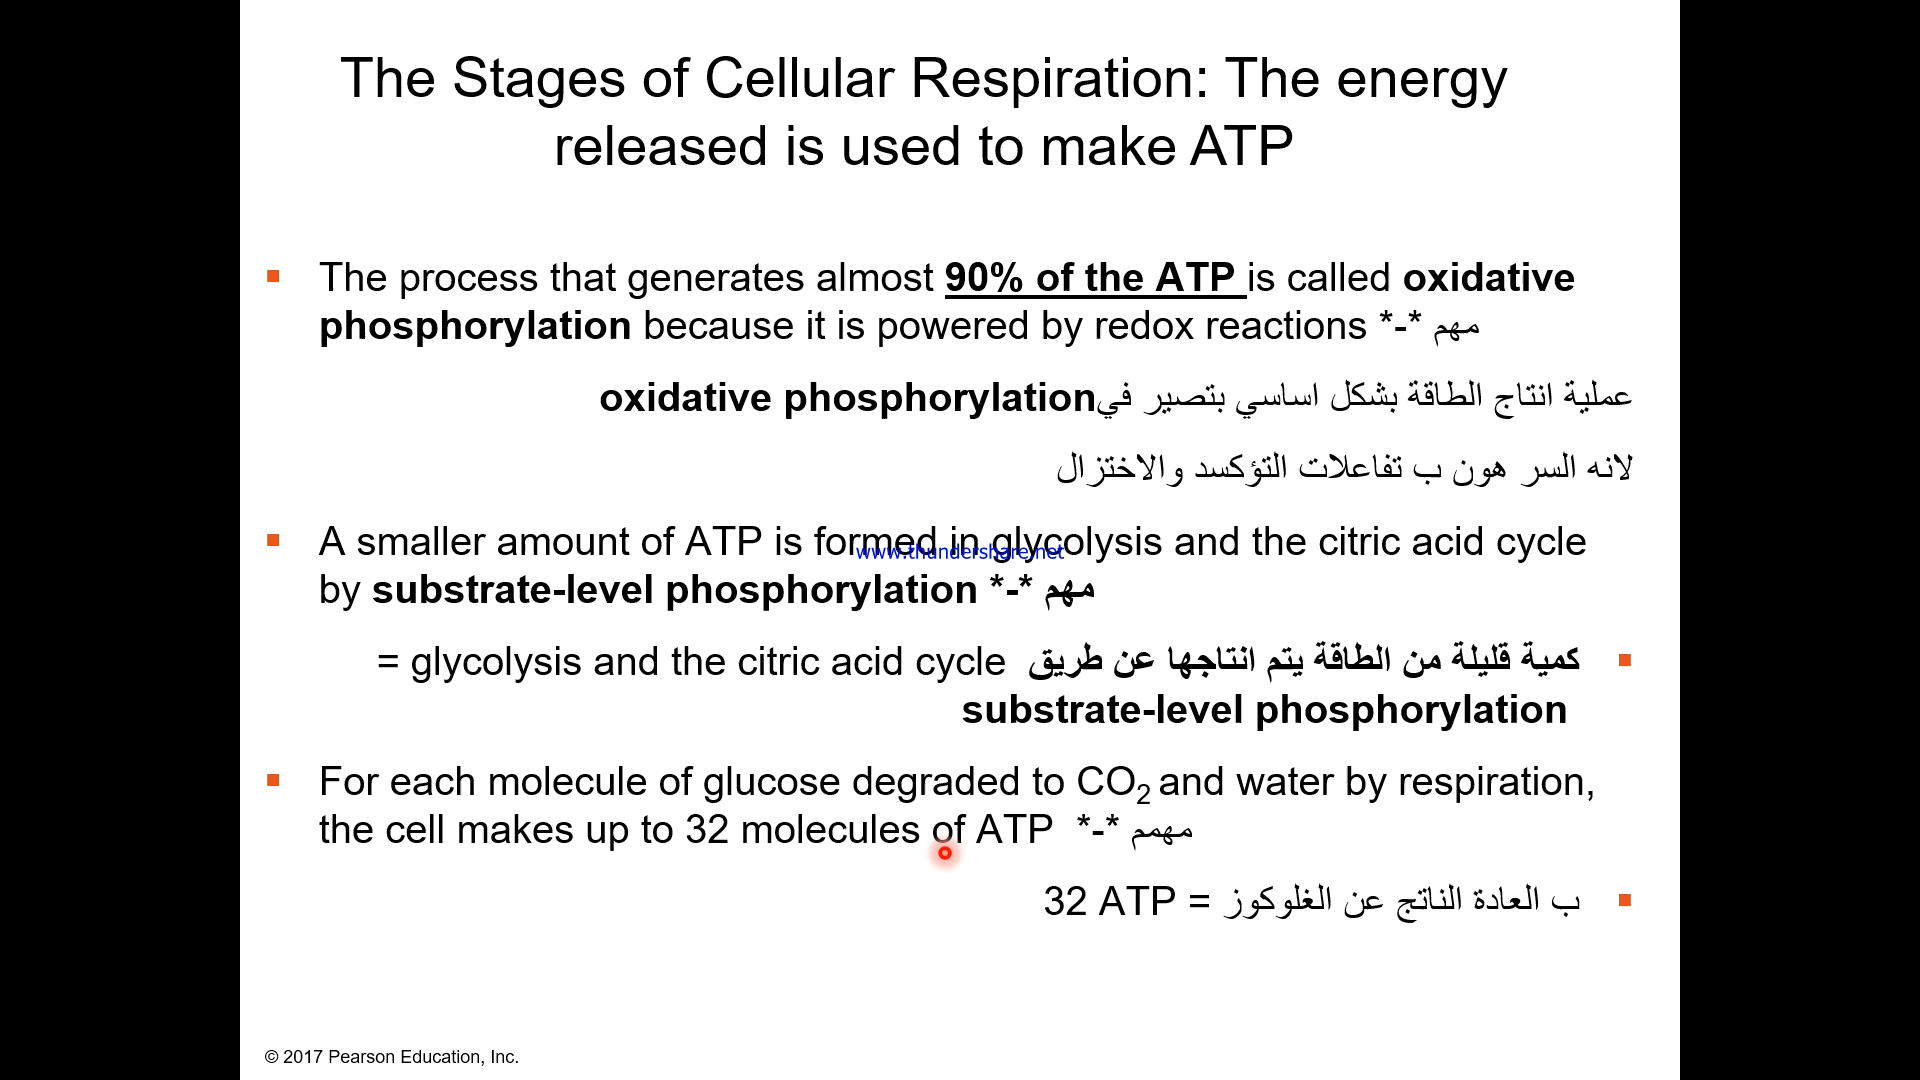 The Stages of Cellular Respiration: The energy
released is used to make ATP
The process that generates almost 90% of the ATP is called oxidative
phosphorylation because it is powered by redox reactions *-* مهم
عملية انتاج الطاقة بشكل اساسي بتصير في oxidative phosphorylation
لانه السر هون ب تفاعلات التؤكسد والاختزال
A smaller amount of ATP is formed in glycolysis and the citric acid cycle
www.thundershare.net
by substrate-level phosphorylation *-* مهم
كمية قليلة من الطاقة يتم انتاجها عن طريق glycolysis and the citric acid cycle =
substrate-level phosphorylation
For each molecule of glucose degraded to CO₂ and water by respiration,
the cell makes up to 32 molecules of ATP *-* مهمم
ب العادة الناتج عن الغلوكوز = 32 ATP
© 2017 Pearson Education, Inc.